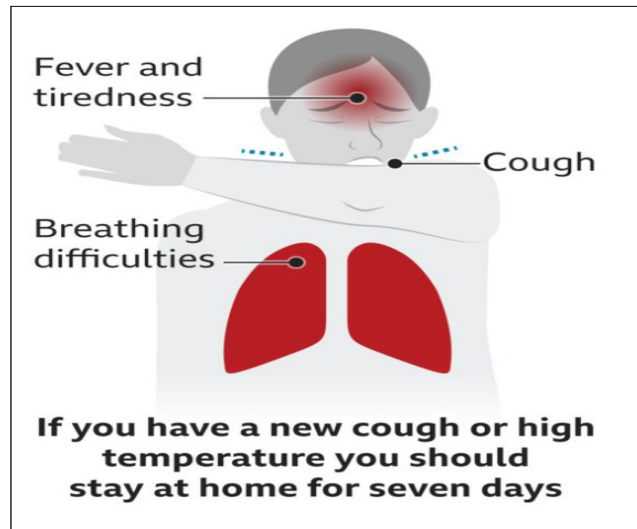 Fever and
tiredness
Cough
Breathing
difficulties
If you have a new cough or high
temperature you should
stay at home for seven days